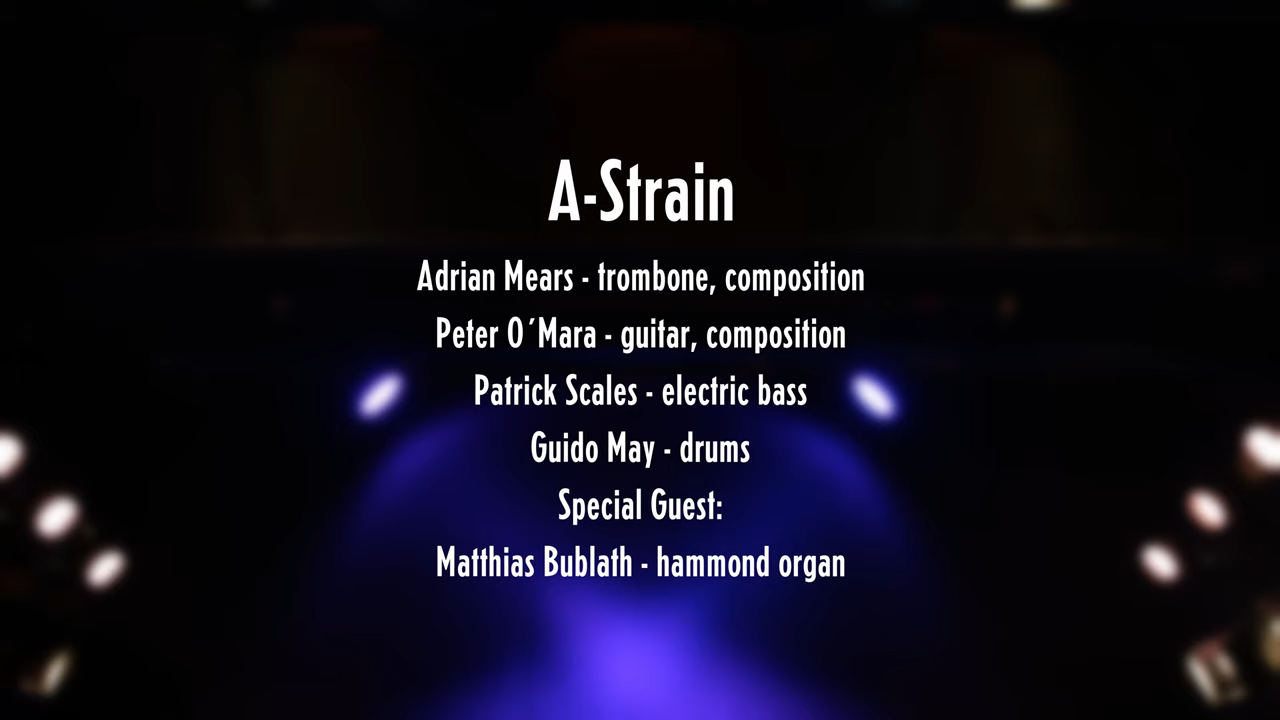 A-Strain
Adrian Mears - trombone, composition
Peter O´Mara - guitar, composition
Patrick Scales - electric bass
Guido May - drums
Special Guest:
Matthias Bublath - hammond organ